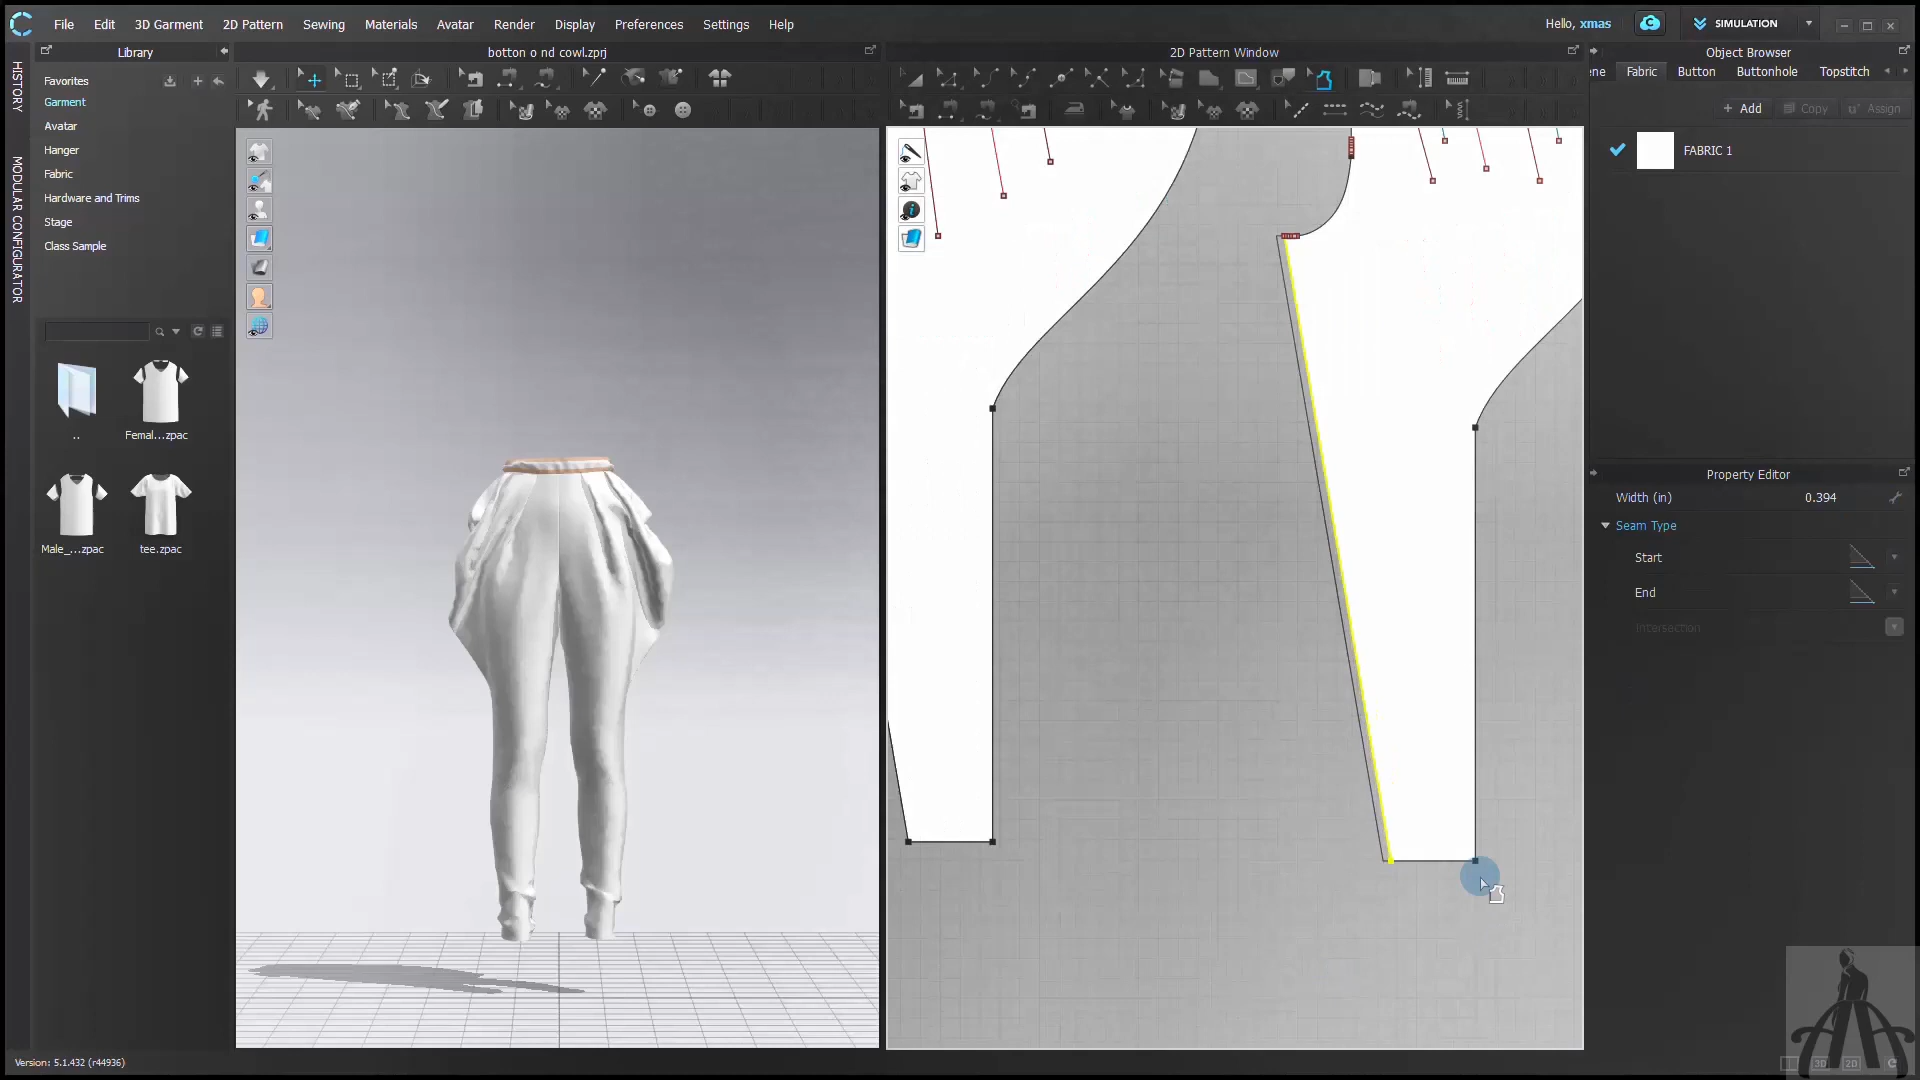 File Edit 3D Garment 2D Pattern Sewing Materials Avatar Render Display Preferences Settings Help
Hello, xmas SIMULATION
HISTORY
MODULAR CONFIGURATOR
Library
botton o nd cowl.zprj
2D Pattern Window
Object Browser
ene Fabric Button Buttonhole Topstitch
Favorites
Garment
Avatar
Hanger
Fabric
Hardware and Trims
Stage
Class Sample
+ Add Copy Assign
FABRIC 1
..
Femal...zpac
Male_...zpac
tee.zpac
Property Editor
Width (in) 0.394
Seam Type
Start
End
Intersection
Version: 5.1.432 (r44936)
3D 2D